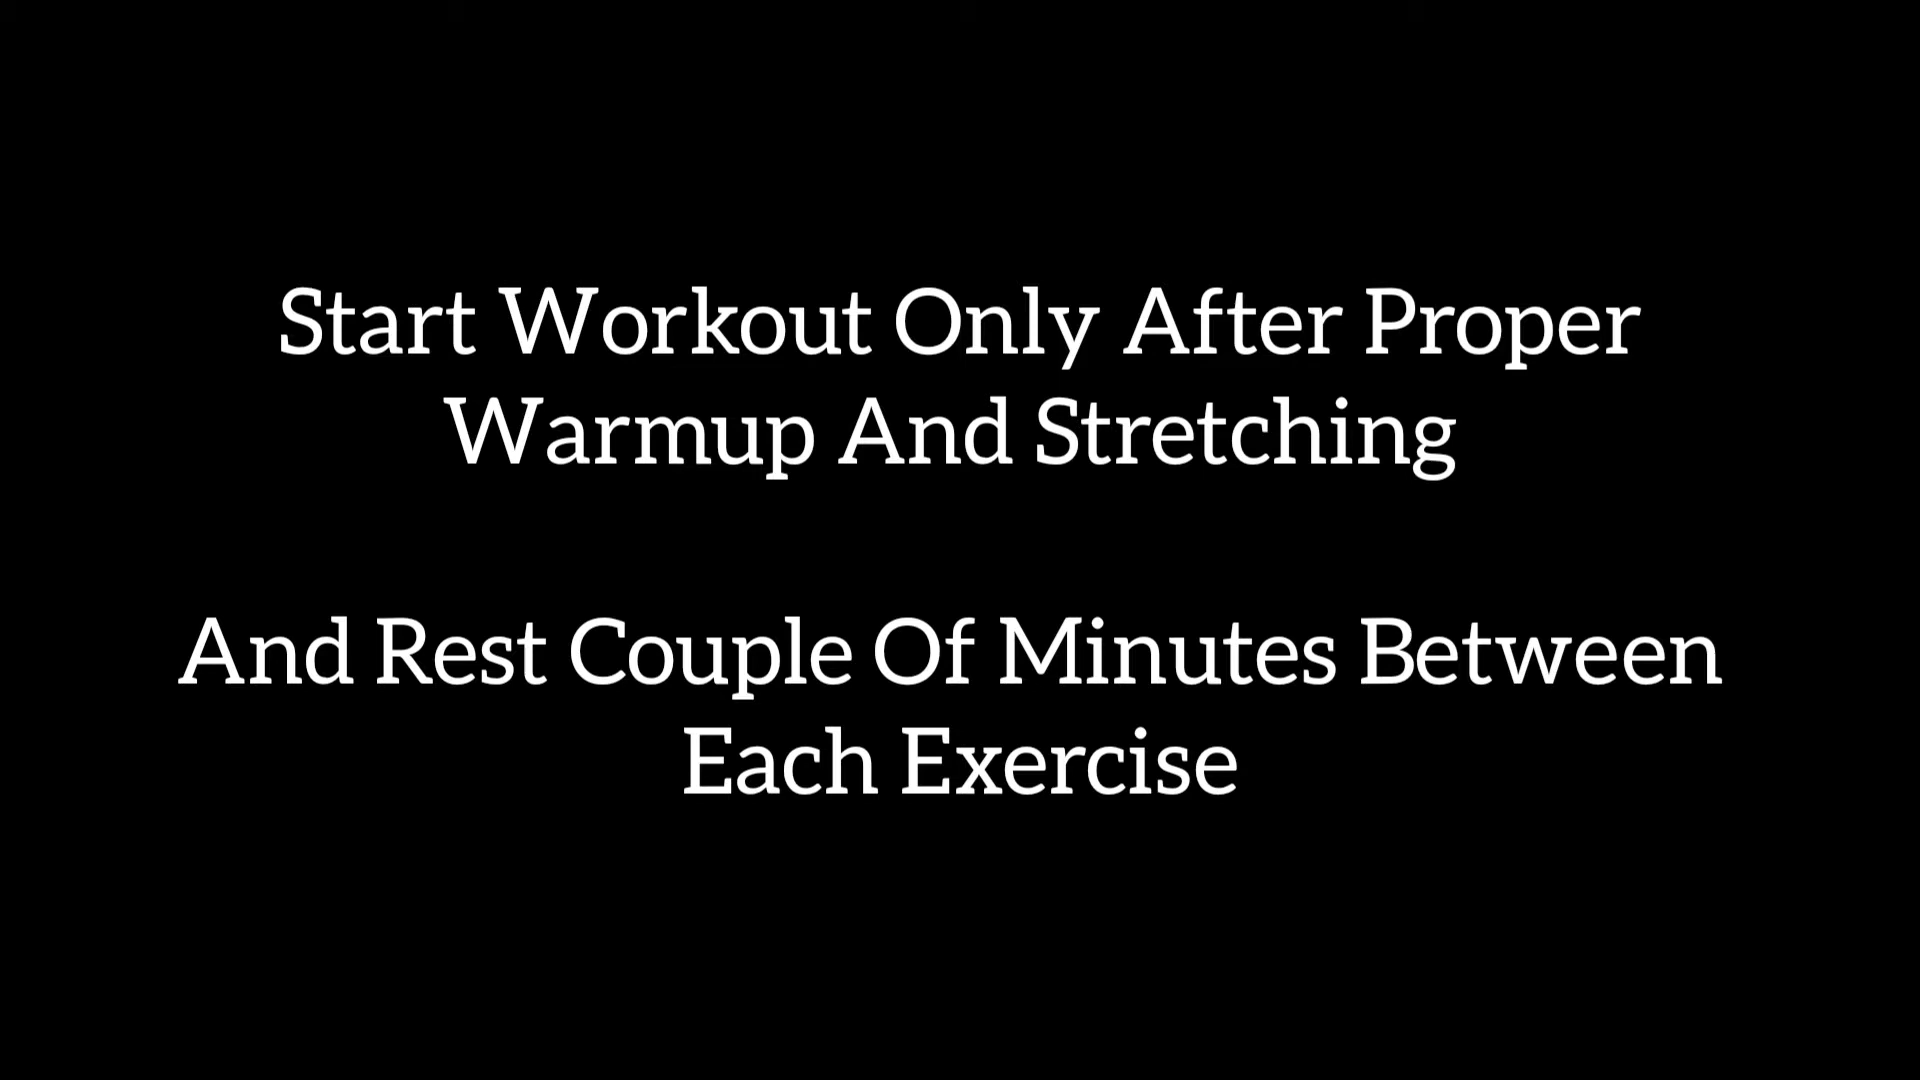 Start Workout Only After Proper
Warmup And Stretching
And Rest Couple Of Minutes Between
Each Exercise